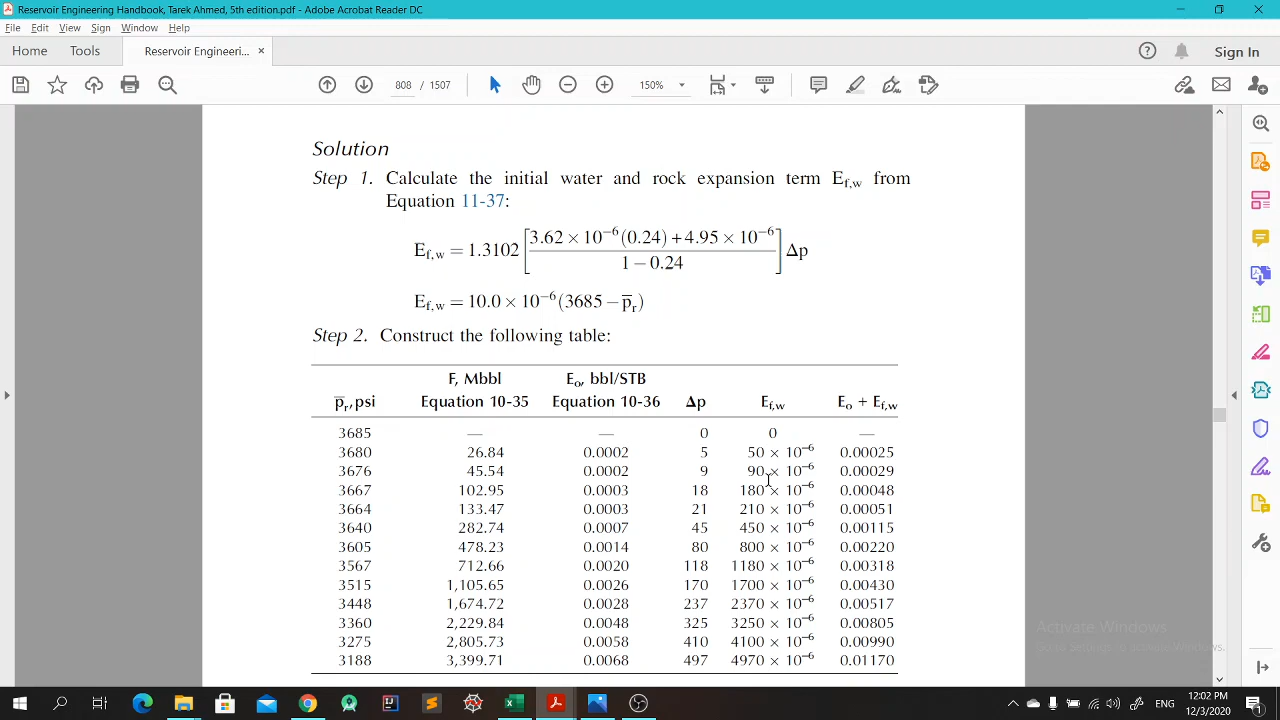 Reservoir Engineering Handbook, Tarek Ahmed, 5th edition.pdf - Adobe Acrobat Reader DC
File Edit View Sign Window Help
Home Tools Reservoir Engineeri... × Sign In
808 / 1507 150%
Solution
Step 1. Calculate the initial water and rock expansion term E_f,w from
Equation 11-37:
E_f,w = 1.3102 [ (3.62 × 10⁻⁶(0.24) + 4.95 × 10⁻⁶) / (1 − 0.24) ] Δp
E_f,w = 10.0 × 10⁻⁶(3685 − p̅_r)
Step 2. Construct the following table:
F, Mbbl E_o, bbl/STB
p̅_r, psi Equation 10-35 Equation 10-36 Δp E_f,w E_o + E_f,w
3685 — — 0 0 —
3680 26.84 0.0002 5 50 × 10⁻⁶ 0.00025
3676 45.54 0.0002 9 90 × 10⁻⁶ 0.00029
3667 102.95 0.0003 18 180 × 10⁻⁶ 0.00048
3664 133.47 0.0003 21 210 × 10⁻⁶ 0.00051
3640 282.74 0.0007 45 450 × 10⁻⁶ 0.00115
3605 478.23 0.0014 80 800 × 10⁻⁶ 0.00220
3567 712.66 0.0020 118 1180 × 10⁻⁶ 0.00318
3515 1,105.65 0.0026 170 1700 × 10⁻⁶ 0.00430
3448 1,674.72 0.0028 237 2370 × 10⁻⁶ 0.00517
3360 2,229.84 0.0048 325 3250 × 10⁻⁶ 0.00805
3275 2,805.73 0.0058 410 4100 × 10⁻⁶ 0.00990
3188 3,399.71 0.0068 497 4970 × 10⁻⁶ 0.01170
Activate Windows
Go to Settings to activate Windows.
12:02 PM
12/3/2020